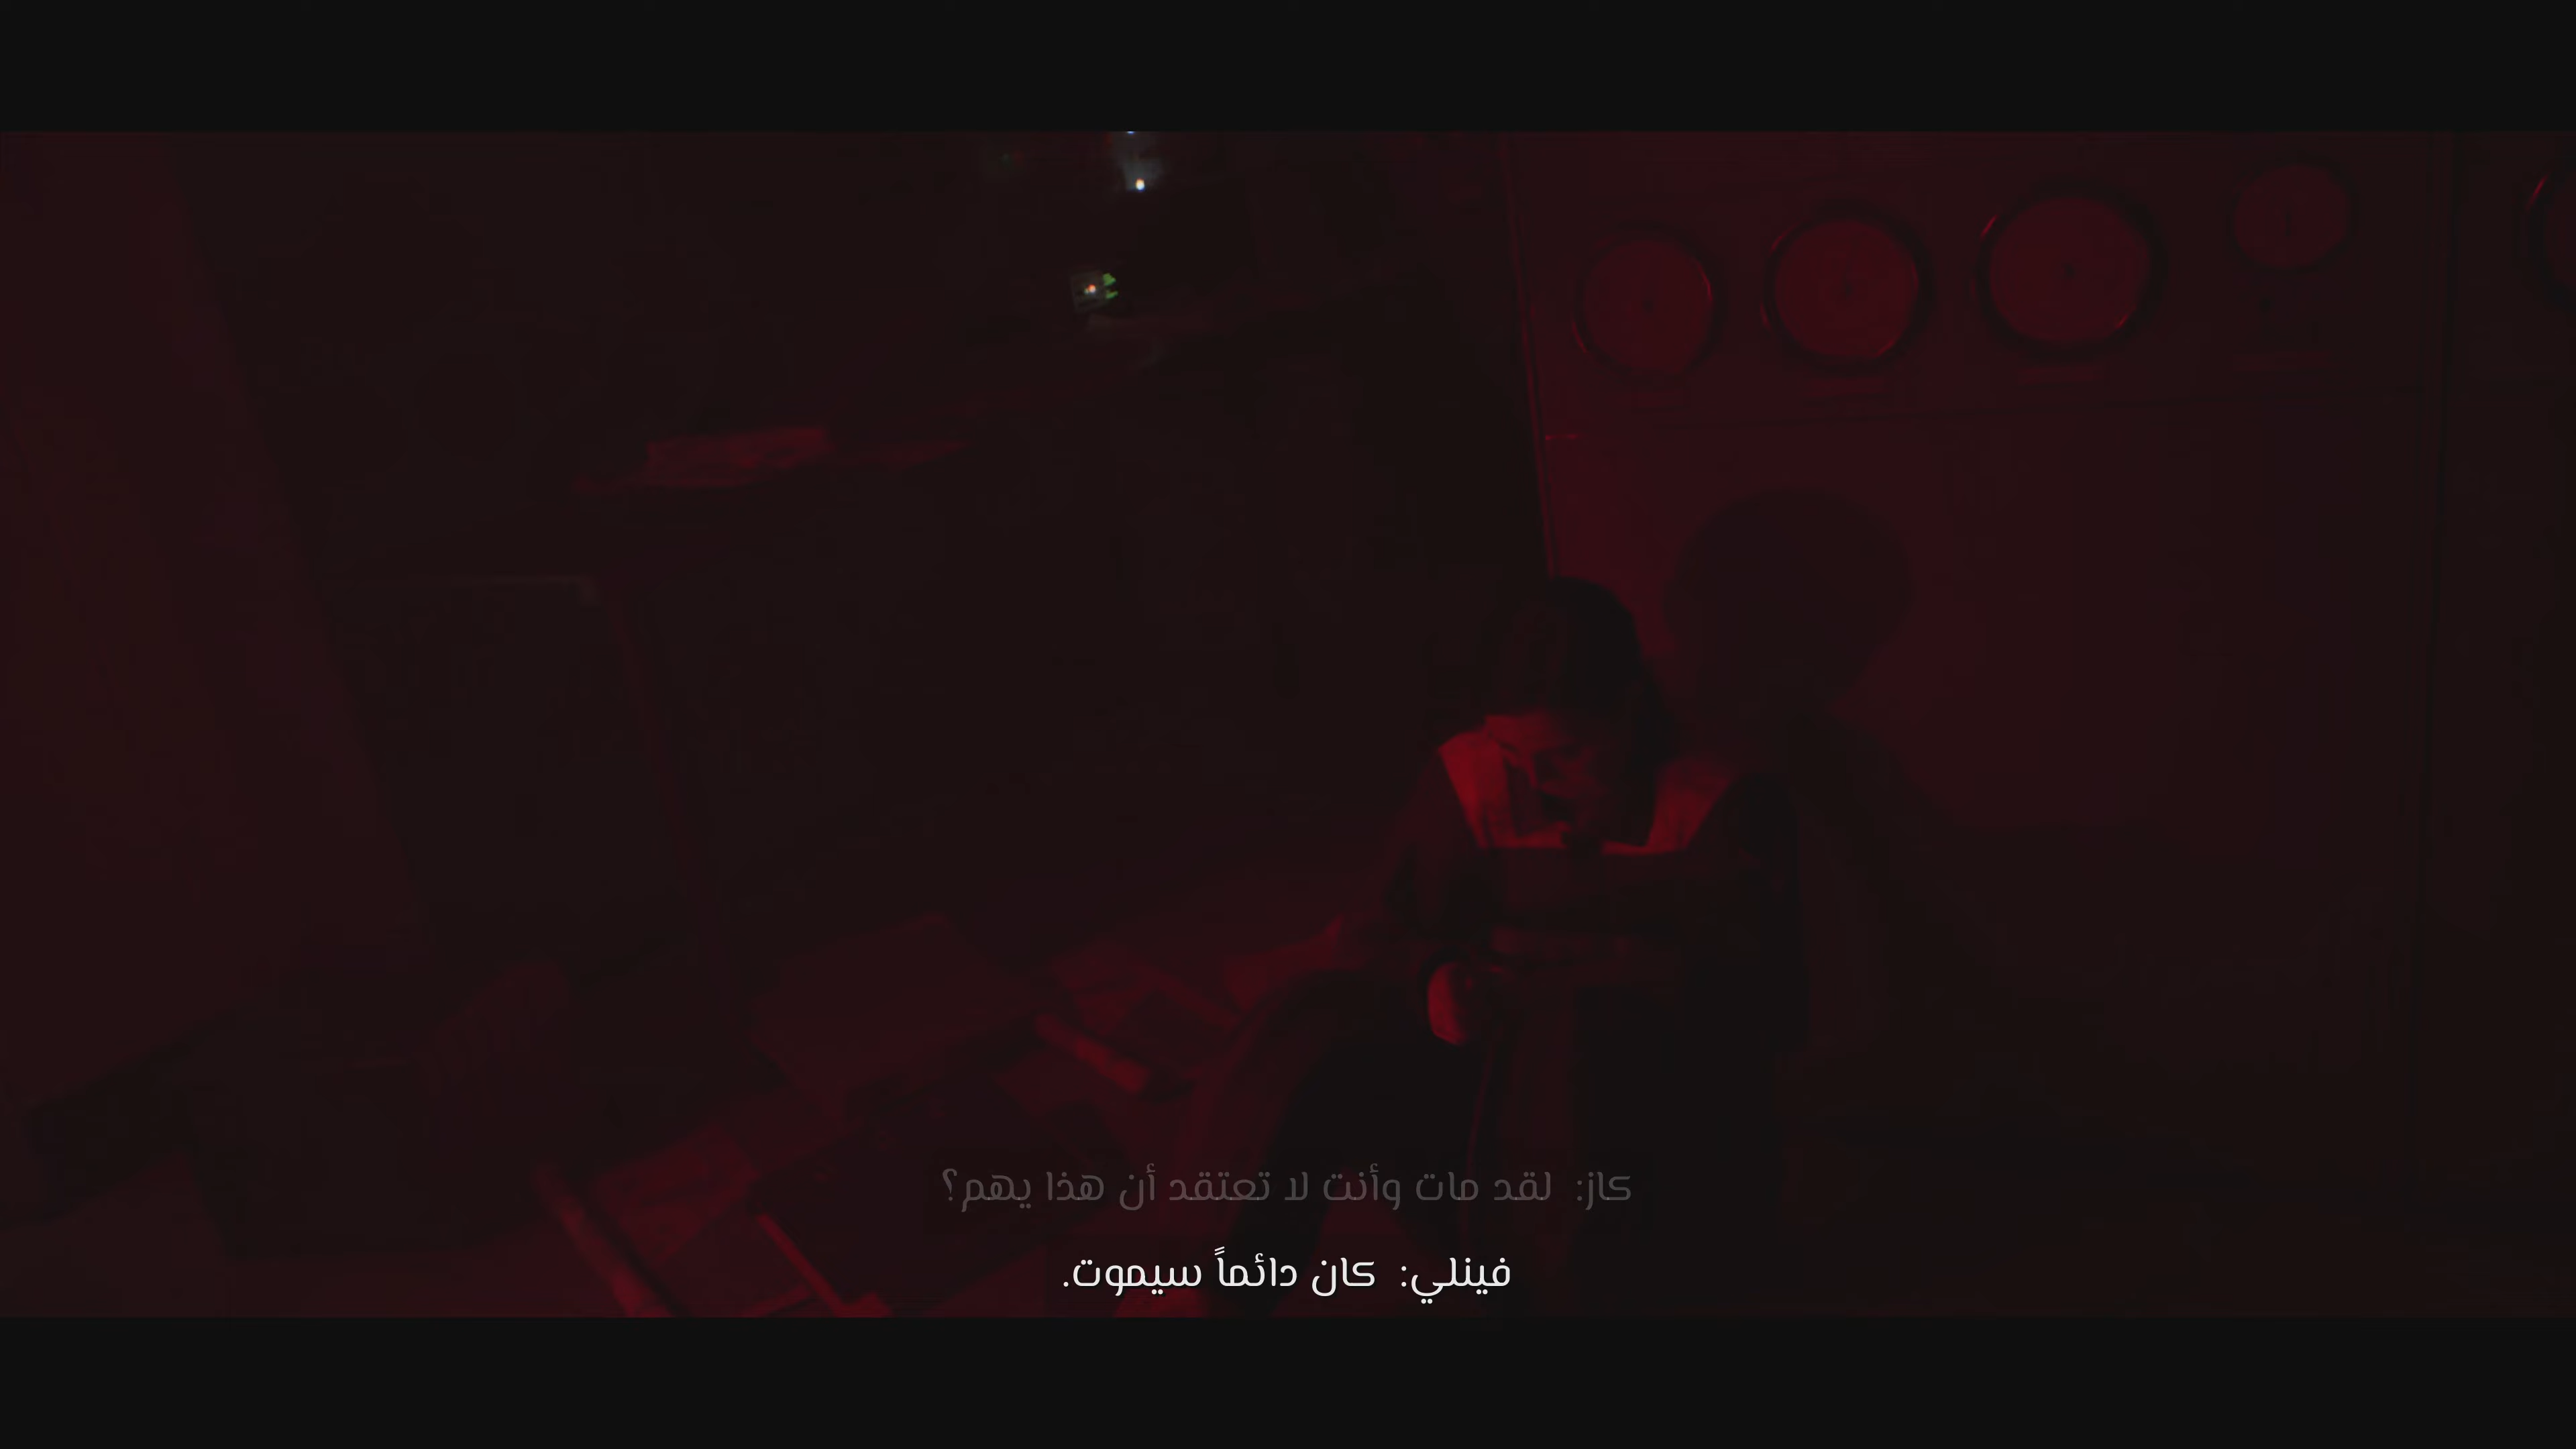 كاز: لقد مات وأنت لا تعتقد أن هذا يهم؟
فينلي: كان دائماً سيموت.